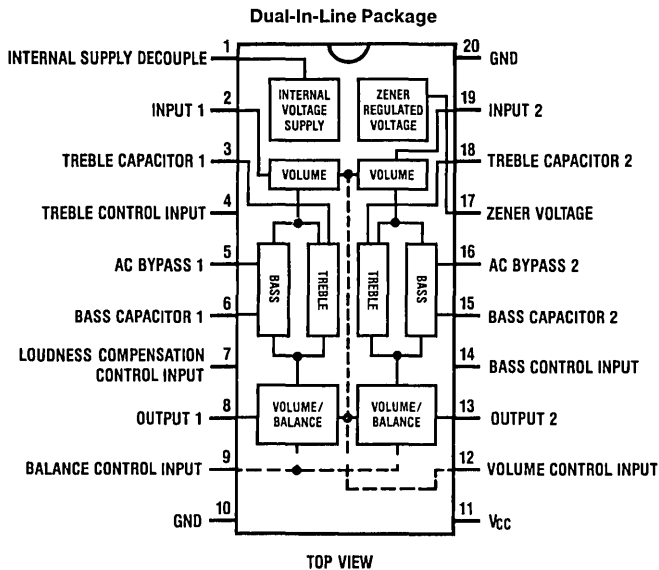 Dual-In-Line Package
INTERNAL SUPPLY DECOUPLE 1
INPUT 1 2
TREBLE CAPACITOR 1 3
TREBLE CONTROL INPUT 4
AC BYPASS 1 5
BASS CAPACITOR 1 6
LOUDNESS COMPENSATION 7
CONTROL INPUT
OUTPUT 1 8
BALANCE CONTROL INPUT 9
GND 10
INTERNAL
VOLTAGE
SUPPLY
ZENER
REGULATED
VOLTAGE
VOLUME
VOLUME
BASS
TREBLE
TREBLE
BASS
VOLUME/
BALANCE
VOLUME/
BALANCE
20 GND
19 INPUT 2
18 TREBLE CAPACITOR 2
17 ZENER VOLTAGE
16 AC BYPASS 2
15 BASS CAPACITOR 2
14 BASS CONTROL INPUT
13 OUTPUT 2
12 VOLUME CONTROL INPUT
11 VCC
TOP VIEW